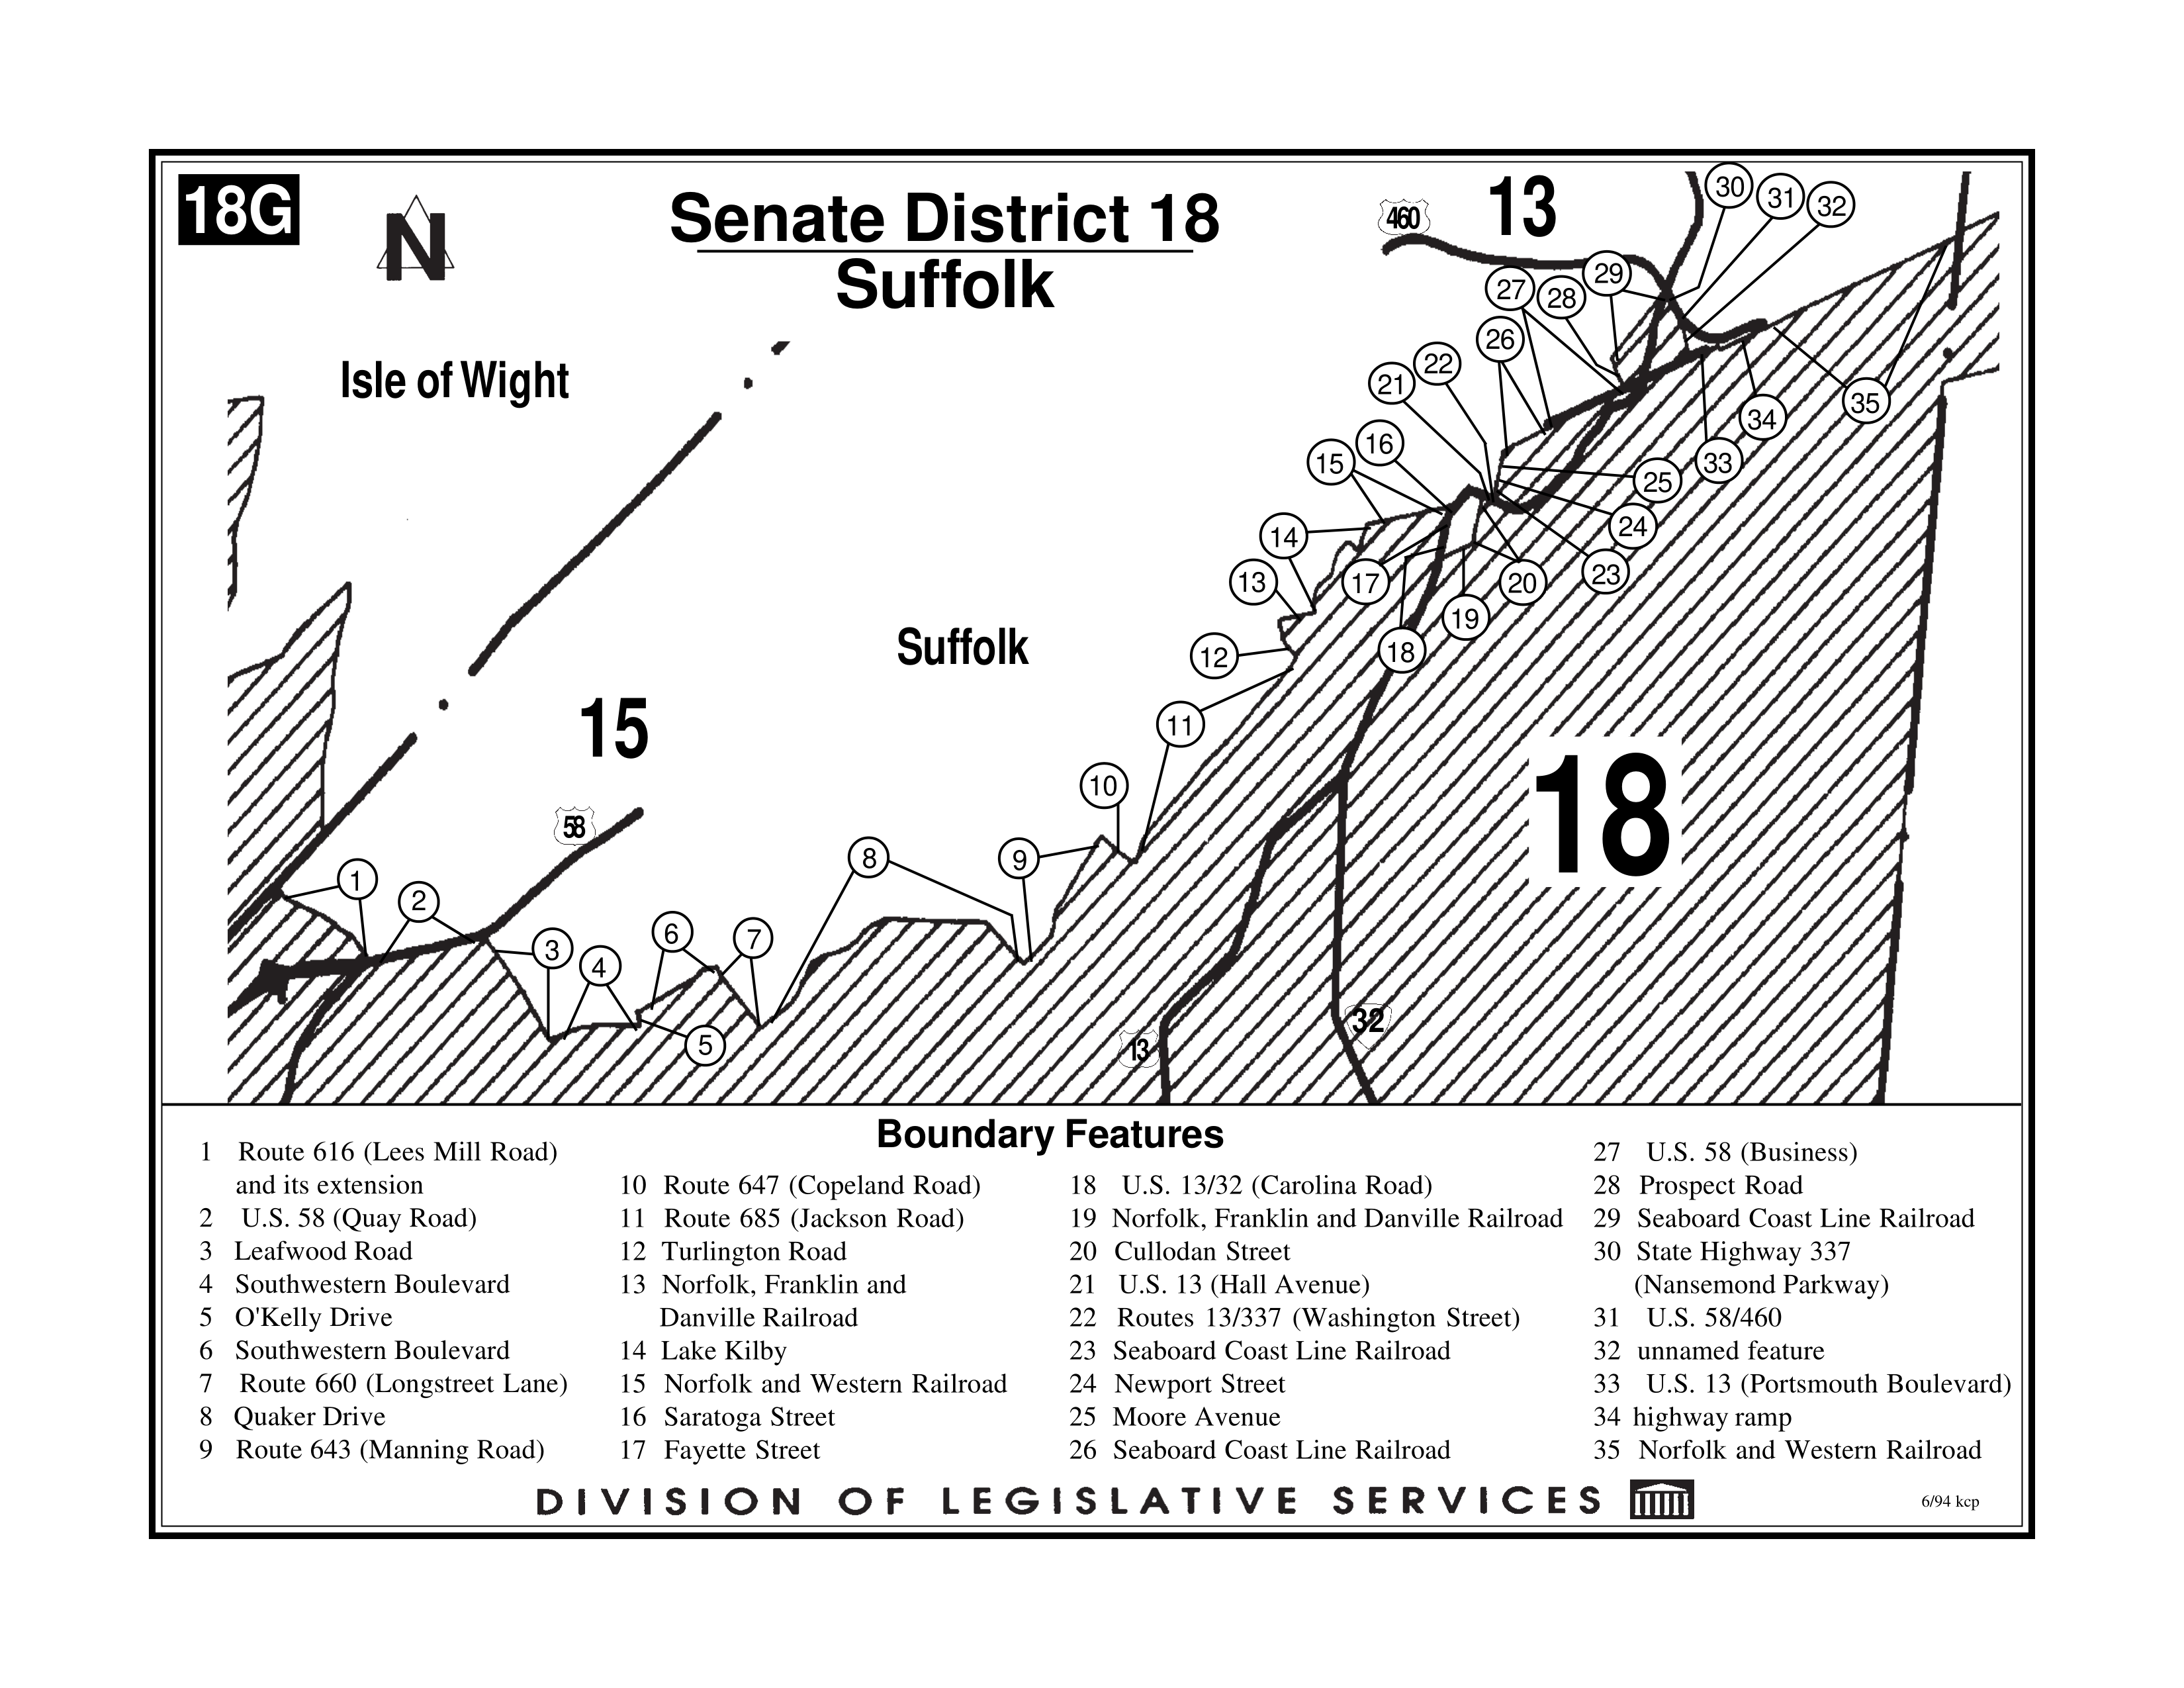 18G
N
Senate District 18
Suffolk
460
13
30
31
32
29
27
28
26
22
21
35
34
16
15
33
25
14
24
13
17
20
23
19
12
18
11
10
9
8
7
6
5
4
3
2
1
Isle of Wight
Suffolk
15
58
18
13
32
Boundary Features
1 Route 616 (Lees Mill Road)
and its extension
2 U.S. 58 (Quay Road)
3 Leafwood Road
4 Southwestern Boulevard
5 O'Kelly Drive
6 Southwestern Boulevard
7 Route 660 (Longstreet Lane)
8 Quaker Drive
9 Route 643 (Manning Road)
10 Route 647 (Copeland Road)
11 Route 685 (Jackson Road)
12 Turlington Road
13 Norfolk, Franklin and
Danville Railroad
14 Lake Kilby
15 Norfolk and Western Railroad
16 Saratoga Street
17 Fayette Street
18 U.S. 13/32 (Carolina Road)
19 Norfolk, Franklin and Danville Railroad
20 Cullodan Street
21 U.S. 13 (Hall Avenue)
22 Routes 13/337 (Washington Street)
23 Seaboard Coast Line Railroad
24 Newport Street
25 Moore Avenue
26 Seaboard Coast Line Railroad
27 U.S. 58 (Business)
28 Prospect Road
29 Seaboard Coast Line Railroad
30 State Highway 337
(Nansemond Parkway)
31 U.S. 58/460
32 unnamed feature
33 U.S. 13 (Portsmouth Boulevard)
34 highway ramp
35 Norfolk and Western Railroad
DIVISION OF LEGISLATIVE SERVICES
6/94 kcp